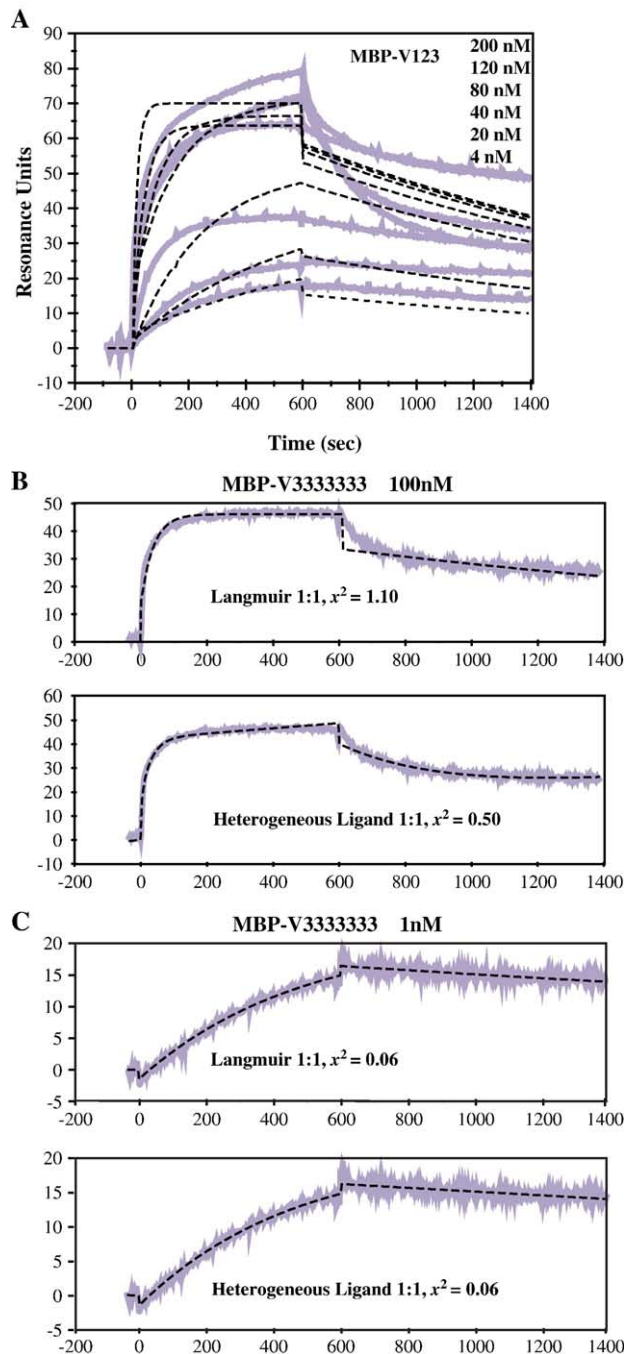 A
90
80
70
60
50
40
30
20
10
0
-10
Resonance Units
MBP-V123
200 nM
120 nM
80 nM
40 nM
20 nM
4 nM
-200 0 200 400 600 800 1000 1200 1400
Time (sec)
B
MBP-V3333333 100nM
50
40
30
20
10
0
Langmuir 1:1, x² = 1.10
-200 0 200 400 600 800 1000 1200 1400
60
50
40
30
20
10
0
-10
Heterogeneous Ligand 1:1, x² = 0.50
-200 0 200 400 600 800 1000 1200 1400
C
MBP-V3333333 1nM
20
15
10
5
0
-5
Langmuir 1:1, x² = 0.06
-200 0 200 400 600 800 1000 1200 1400
20
15
10
5
0
-5
Heterogeneous Ligand 1:1, x² = 0.06
-200 0 200 400 600 800 1000 1200 1400